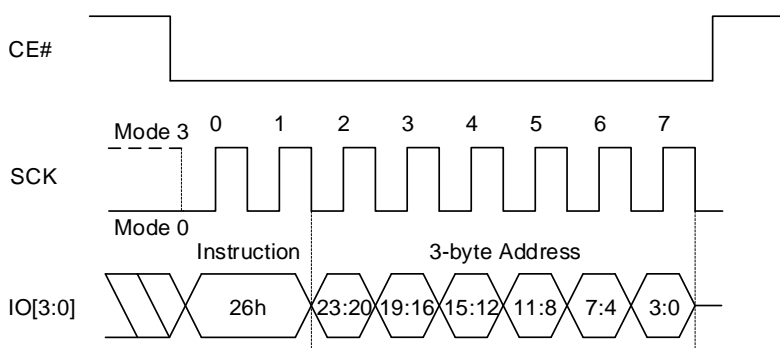 CE#
Mode 3 0 1 2 3 4 5 6 7
SCK
Mode 0
Instruction 3-byte Address
IO[3:0] 26h 23:20 19:16 15:12 11:8 7:4 3:0